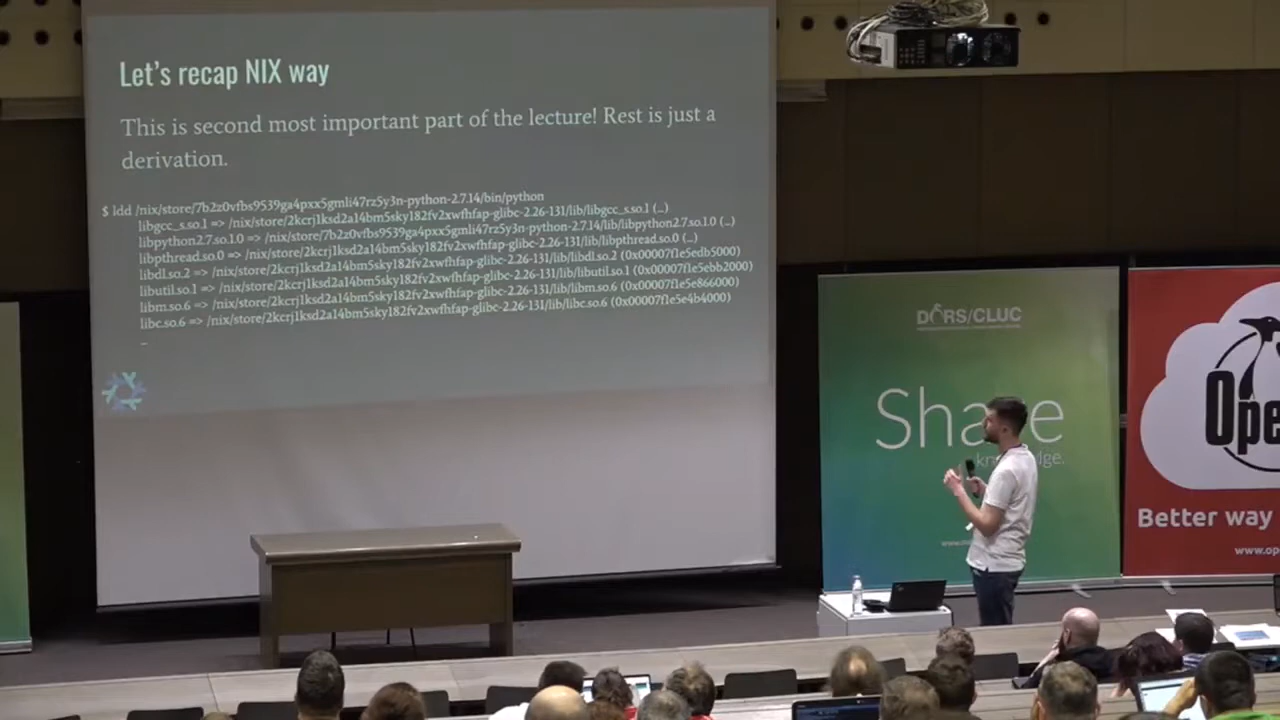 Let's recap NIX way
This is second most important part of the lecture! Rest is just a
derivation.
$ ldd /nix/store/7b2z0vfbs9539ga4pxx5gmli47rz5y3n-python-2.7.14/bin/python
libgcc_s.so.1 => /nix/store/2kcrj1ksd2a14bm5sky182fv2xwfhfap-glibc-2.26-131/lib/libgcc_s.so.1 (...)
libpython2.7.so.1.0 => /nix/store/7b2z0vfbs9539ga4pxx5gmli47rz5y3n-python-2.7.14/lib/libpython2.7.so.1.0 (...)
libpthread.so.0 => /nix/store/2kcrj1ksd2a14bm5sky182fv2xwfhfap-glibc-2.26-131/lib/libpthread.so.0 (...)
libdl.so.2 => /nix/store/2kcrj1ksd2a14bm5sky182fv2xwfhfap-glibc-2.26-131/lib/libdl.so.2 (0x00007f1e5edb5000)
libutil.so.1 => /nix/store/2kcrj1ksd2a14bm5sky182fv2xwfhfap-glibc-2.26-131/lib/libutil.so.1 (0x00007f1e5ebb2000)
libm.so.6 => /nix/store/2kcrj1ksd2a14bm5sky182fv2xwfhfap-glibc-2.26-131/lib/libm.so.6 (0x00007f1e5e866000)
libc.so.6 => /nix/store/2kcrj1ksd2a14bm5sky182fv2xwfhfap-glibc-2.26-131/lib/libc.so.6 (0x00007f1e5e4b4000)
...
DORS/CLUC
Share
Ope
Better way
www.op